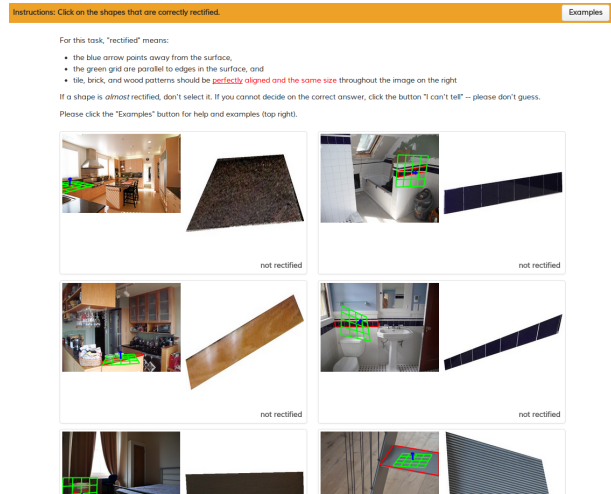 Instructions: Click on the shapes that are correctly rectified.
Examples
For this task, "rectified" means:
• the blue arrow points away from the surface,
• the green grid are parallel to edges in the surface, and
• tile, brick, and wood patterns should be perfectly aligned and the same size throughout the image on the right
If a shape is almost rectified, don't select it. If you cannot decide on the correct answer, click the button "I can't tell" -- please don't guess.
Please click the "Examples" button for help and examples (top right).
not rectified
not rectified
not rectified
not rectified